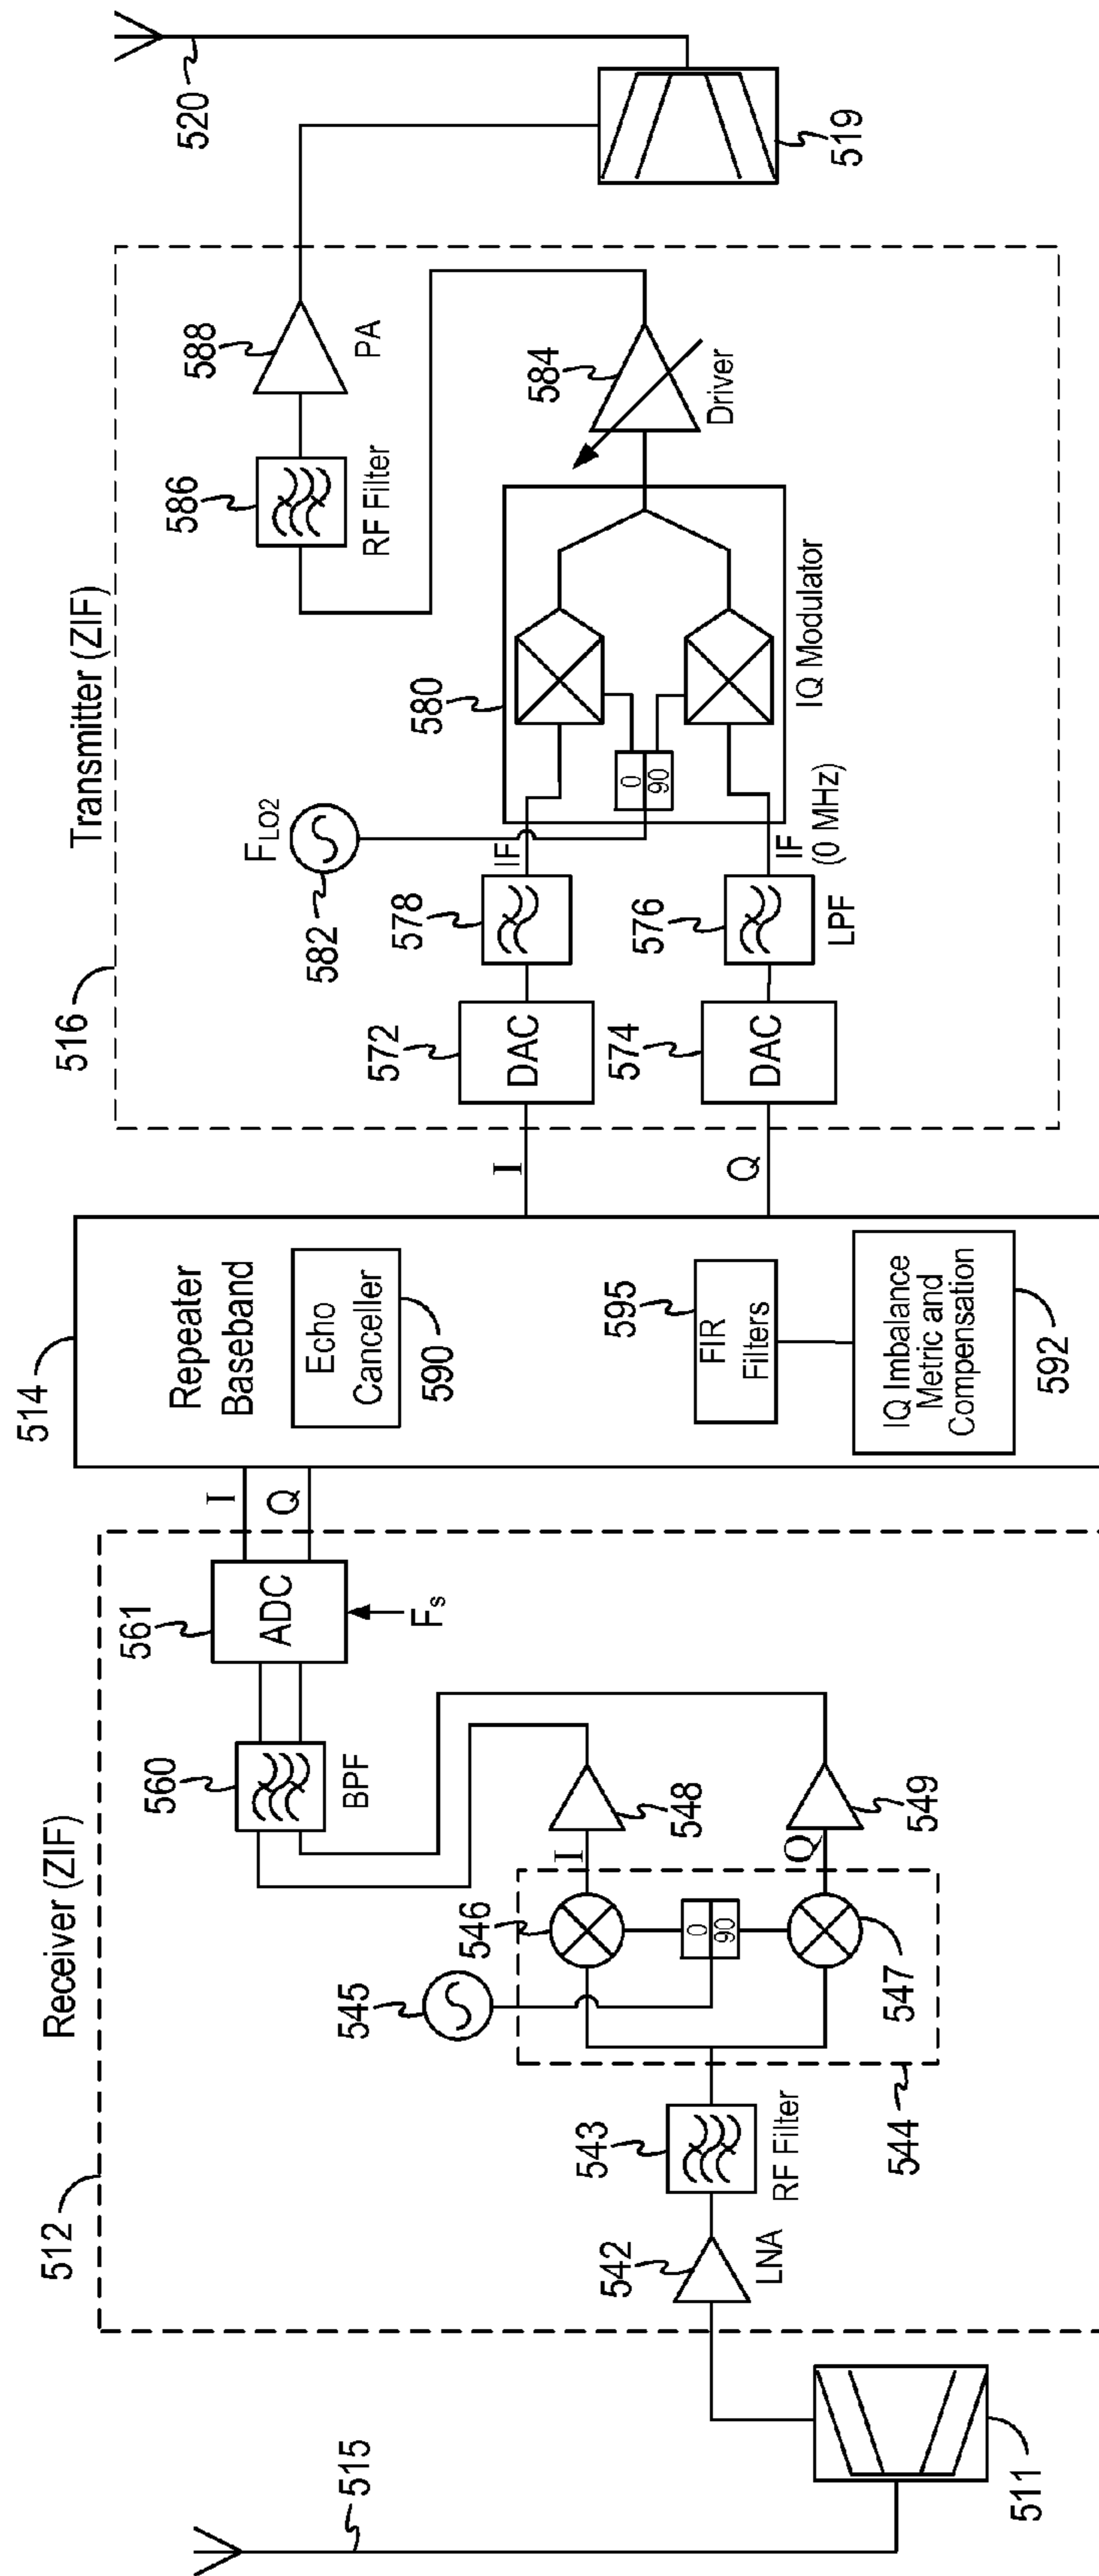 Receiver (ZIF)
512
515
511
542
LNA
543
RF Filter
544
545
546
0
90
547
I
Q
548
549
560
BPF
561
ADC
Fs
I
Q
514
Repeater
Baseband
Echo
Canceller
590
595
FIR
Filters
IQ Imbalance
Metric and
Compensation
592
I
Q
Transmitter (ZIF)
516
572
DAC
574
DAC
578
576
LPF
IF
IF
(0 MHz)
FLO2
582
580
0
90
IQ Modulator
584
Driver
586
RF Filter
588
PA
519
520